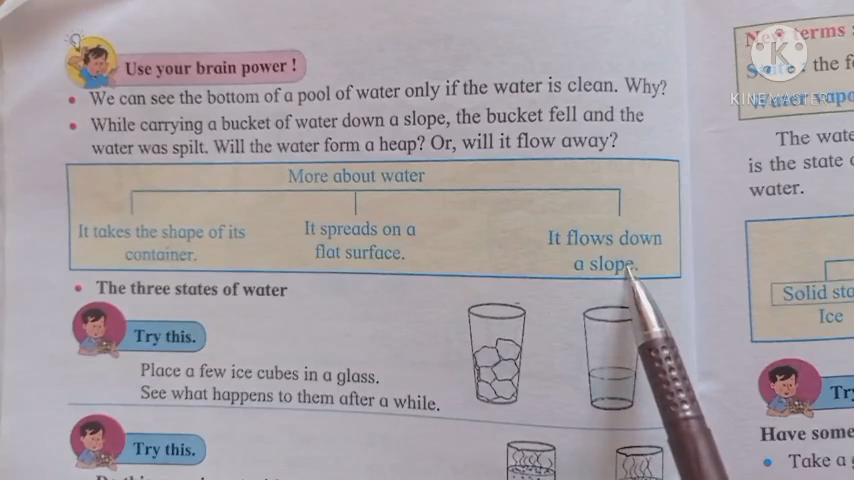 Use your brain power !
• We can see the bottom of a pool of water only if the water is clean. Why?
• While carrying a bucket of water down a slope, the bucket fell and the
water was spilt. Will the water form a heap? Or, will it flow away?
More about water
It takes the shape of its
container.
It spreads on a
flat surface.
It flows down
a slope.
• The three states of water
Try this.
Place a few ice cubes in a glass.
See what happens to them after a while.
Try this.
New terms :
the
KINEMASTER
The
is the state
water.
Solid
Ice
Have some
• Take a